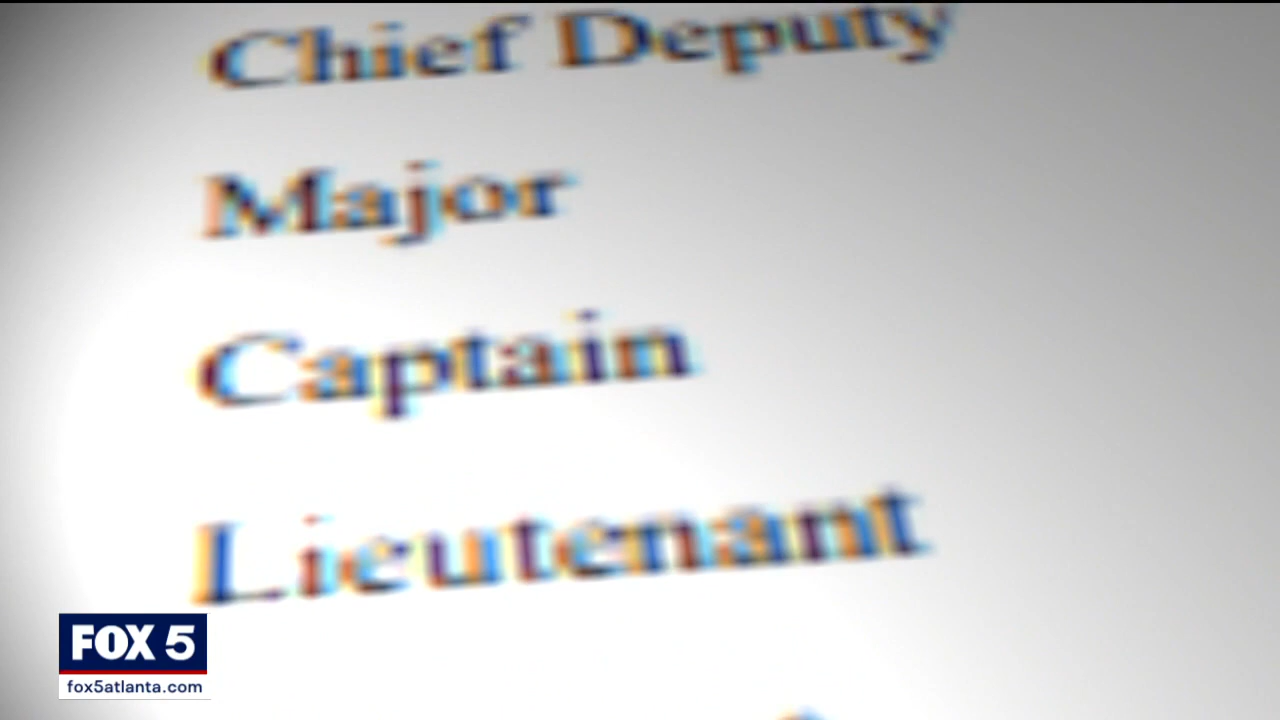 Chief Deputy
Major
Captain
Lieutenant
FOX 5
fox5atlanta.com